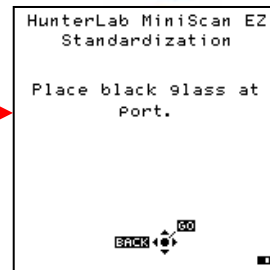 HunterLab MiniScan EZ
Standardization
Place black glass at
port.
GO
BACK